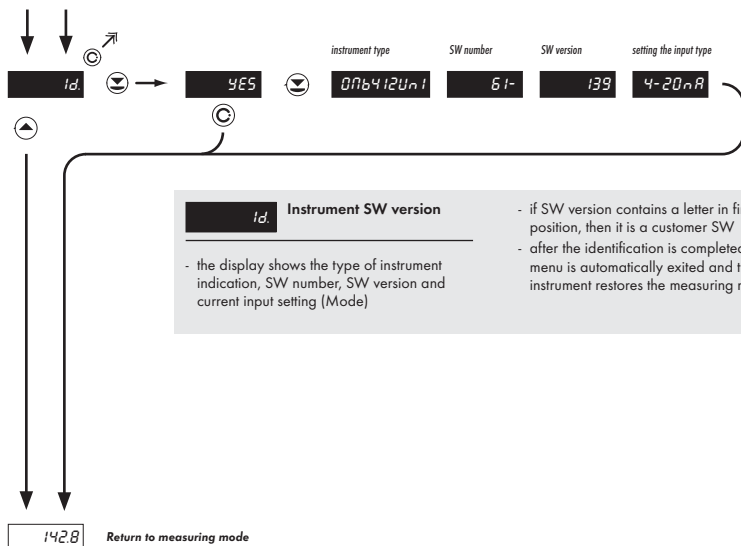 instrument type SW number SW version setting the input type
Id. YES OMb412UnI 61- 139 4-20mA
C
C
Id. Instrument SW version
- the display shows the type of instrument
indication, SW number, SW version and
current input setting (Mode)
- if SW version contains a letter in
position, then it is a customer SW
- after the identification is completed
menu is automatically exited and
instrument restores the measuring
142.8 Return to measuring mode